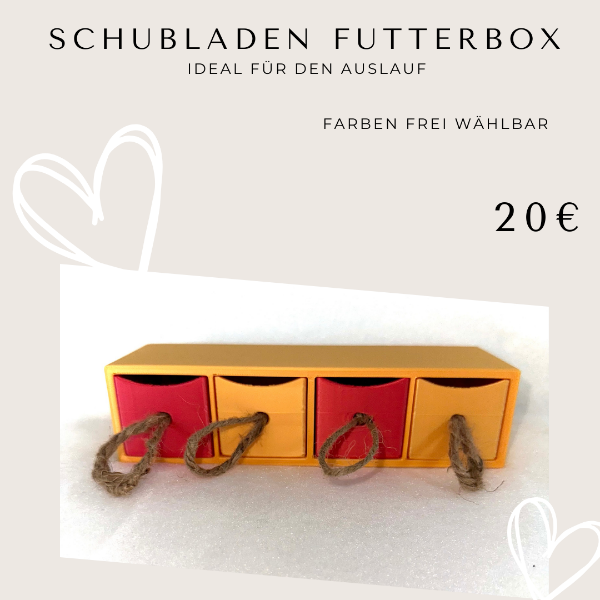 SCHUBLADEN FUTTERBOX
IDEAL FÜR DEN AUSLAUF
FARBEN FREI WÄHLBAR
20€